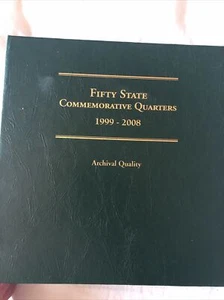 Fifty State
Commemorative Quarters
1999 - 2008
Archival Quality